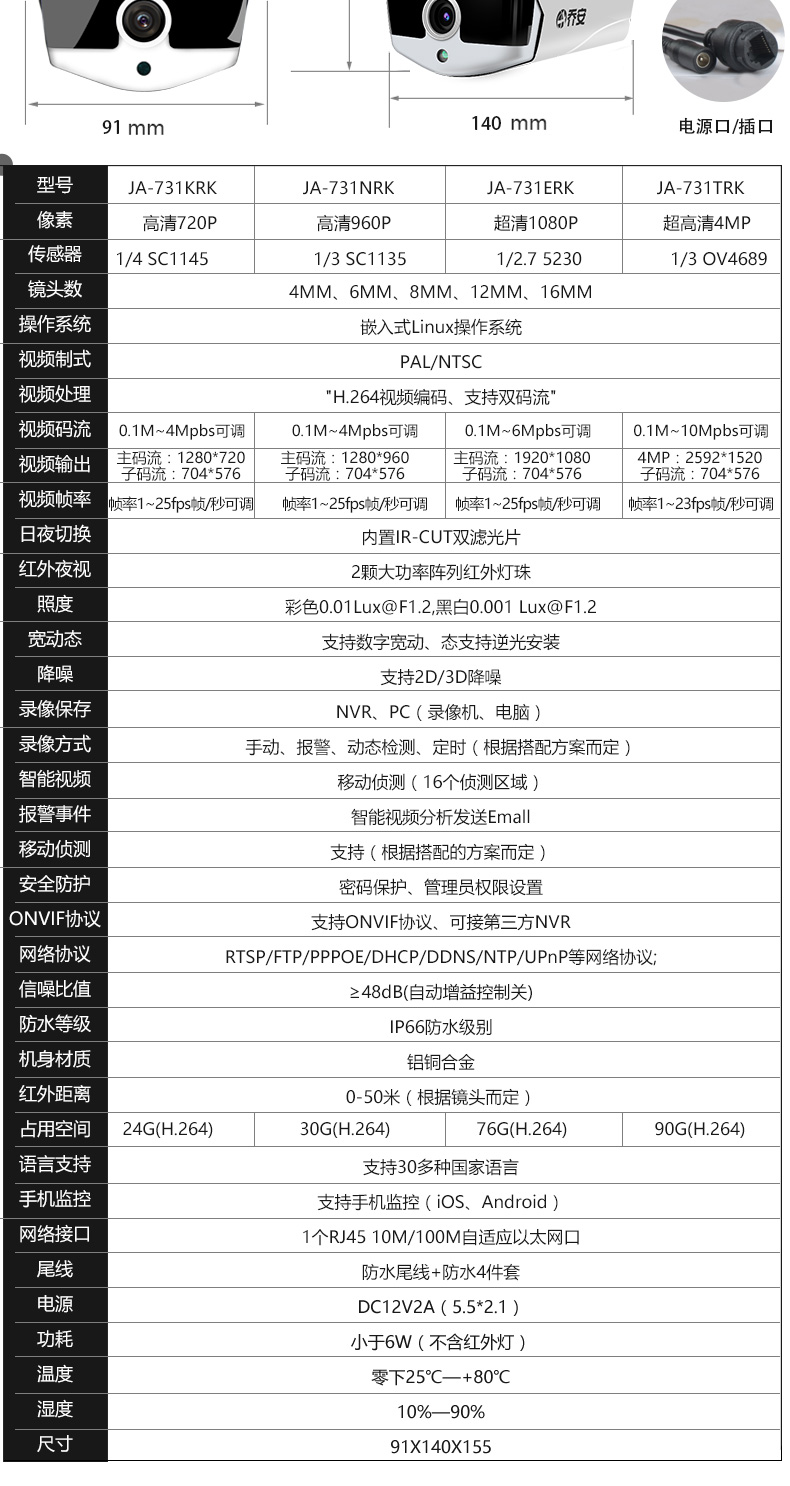 乔安
91 mm
140 mm
电源口/插口
型号 JA-731KRK JA-731NRK JA-731ERK JA-731TRK
像素 高清720P 高清960P 超清1080P 超高清4MP
传感器 1/4 SC1145 1/3 SC1135 1/2.7 5230 1/3 OV4689
镜头数 4MM、6MM、8MM、12MM、16MM
操作系统 嵌入式Linux操作系统
视频制式 PAL/NTSC
视频处理 "H.264视频编码、支持双码流"
视频码流 0.1M~4Mpbs可调 0.1M~4Mpbs可调 0.1M~6Mpbs可调 0.1M~10Mpbs可调
视频输出 主码流：1280*720 主码流：1280*960 主码流：1920*1080 4MP：2592*1520
子码流：704*576 子码流：704*576 子码流：704*576 子码流：704*576
视频帧率 帧率1~25fps帧/秒可调 帧率1~25fps帧/秒可调 帧率1~25fps帧/秒可调 帧率1~23fps帧/秒可调
日夜切换 内置IR-CUT双滤光片
红外夜视 2颗大功率阵列红外灯珠
照度 彩色0.01Lux@F1.2,黑白0.001 Lux@F1.2
宽动态 支持数字宽动、态支持逆光安装
降噪 支持2D/3D降噪
录像保存 NVR、PC（录像机、电脑）
录像方式 手动、报警、动态检测、定时（根据搭配方案而定）
智能视频 移动侦测（16个侦测区域）
报警事件 智能视频分析发送Emall
移动侦测 支持（根据搭配的方案而定）
安全防护 密码保护、管理员权限设置
ONVIF协议 支持ONVIF协议、可接第三方NVR
网络协议 RTSP/FTP/PPPOE/DHCP/DDNS/NTP/UPnP等网络协议;
信噪比值 ≥48dB(自动增益控制关)
防水等级 IP66防水级别
机身材质 铝铜合金
红外距离 0-50米（根据镜头而定）
占用空间 24G(H.264) 30G(H.264) 76G(H.264) 90G(H.264)
语言支持 支持30多种国家语言
手机监控 支持手机监控（iOS、Android）
网络接口 1个RJ45 10M/100M自适应以太网口
尾线 防水尾线+防水4件套
电源 DC12V2A（5.5*2.1）
功耗 小于6W（不含红外灯）
温度 零下25℃—+80℃
湿度 10%—90%
尺寸 91X140X155